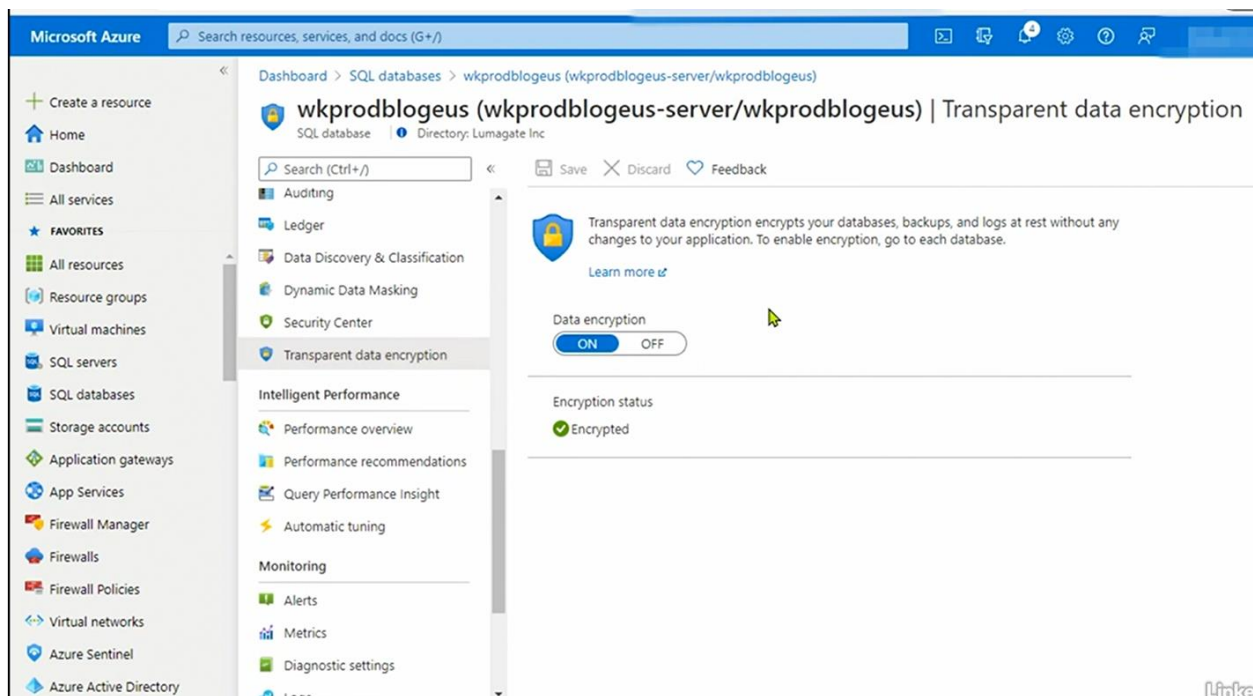 Microsoft Azure
Search resources, services, and docs (G+/)
4
Create a resource
Home
Dashboard
All services
FAVORITES
All resources
Resource groups
Virtual machines
SQL servers
SQL databases
Storage accounts
Application gateways
App Services
Firewall Manager
Firewalls
Firewall Policies
Virtual networks
Azure Sentinel
Azure Active Directory
Dashboard > SQL databases > wkprodblogeus (wkprodblogeus-server/wkprodblogeus)
wkprodblogeus (wkprodblogeus-server/wkprodblogeus) | Transparent data encryption
SQL database Directory: Lumagate Inc
Search (Ctrl+/)
Auditing
Ledger
Data Discovery & Classification
Dynamic Data Masking
Security Center
Transparent data encryption
Intelligent Performance
Performance overview
Performance recommendations
Query Performance Insight
Automatic tuning
Monitoring
Alerts
Metrics
Diagnostic settings
Save Discard Feedback
Transparent data encryption encrypts your databases, backups, and logs at rest without any
changes to your application. To enable encryption, go to each database.
Learn more
Data encryption
ON OFF
Encryption status
Encrypted